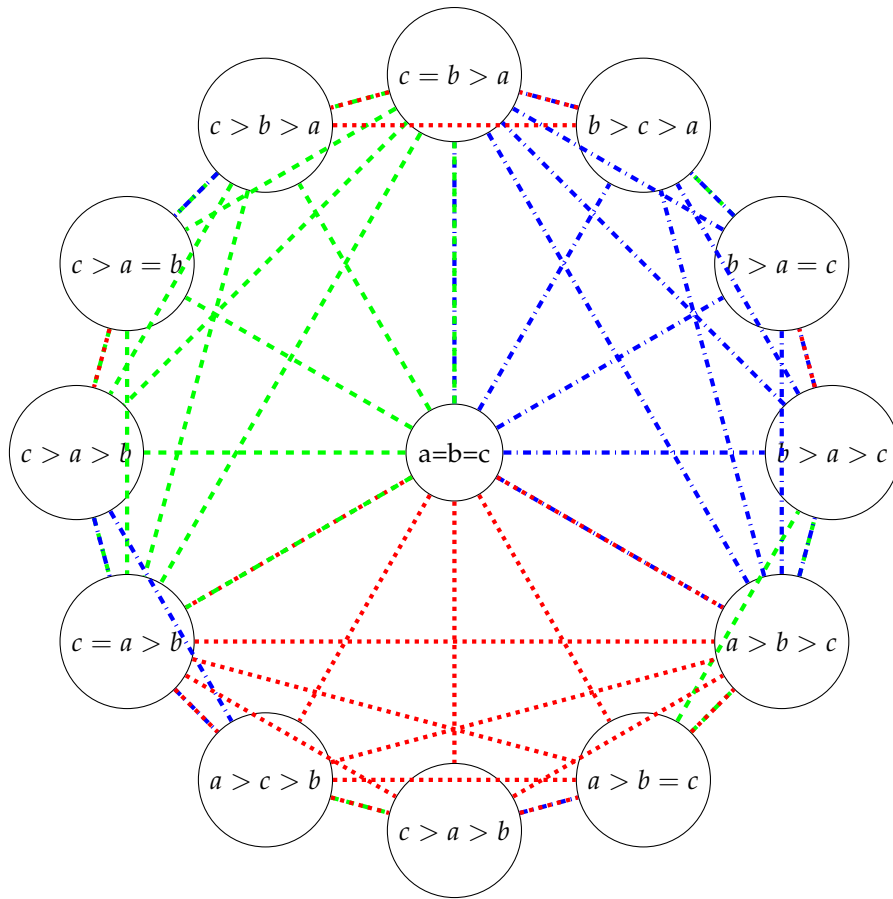 c = b > a
c > b > a
b > c > a
c > a = b
b > a = c
c > a > b
a=b=c
b > a > c
c = a > b
a > b > c
a > c > b
a > b = c
c > a > b